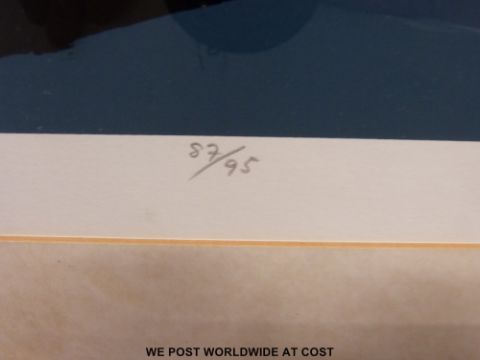 87/95
WE POST WORLDWIDE AT COST